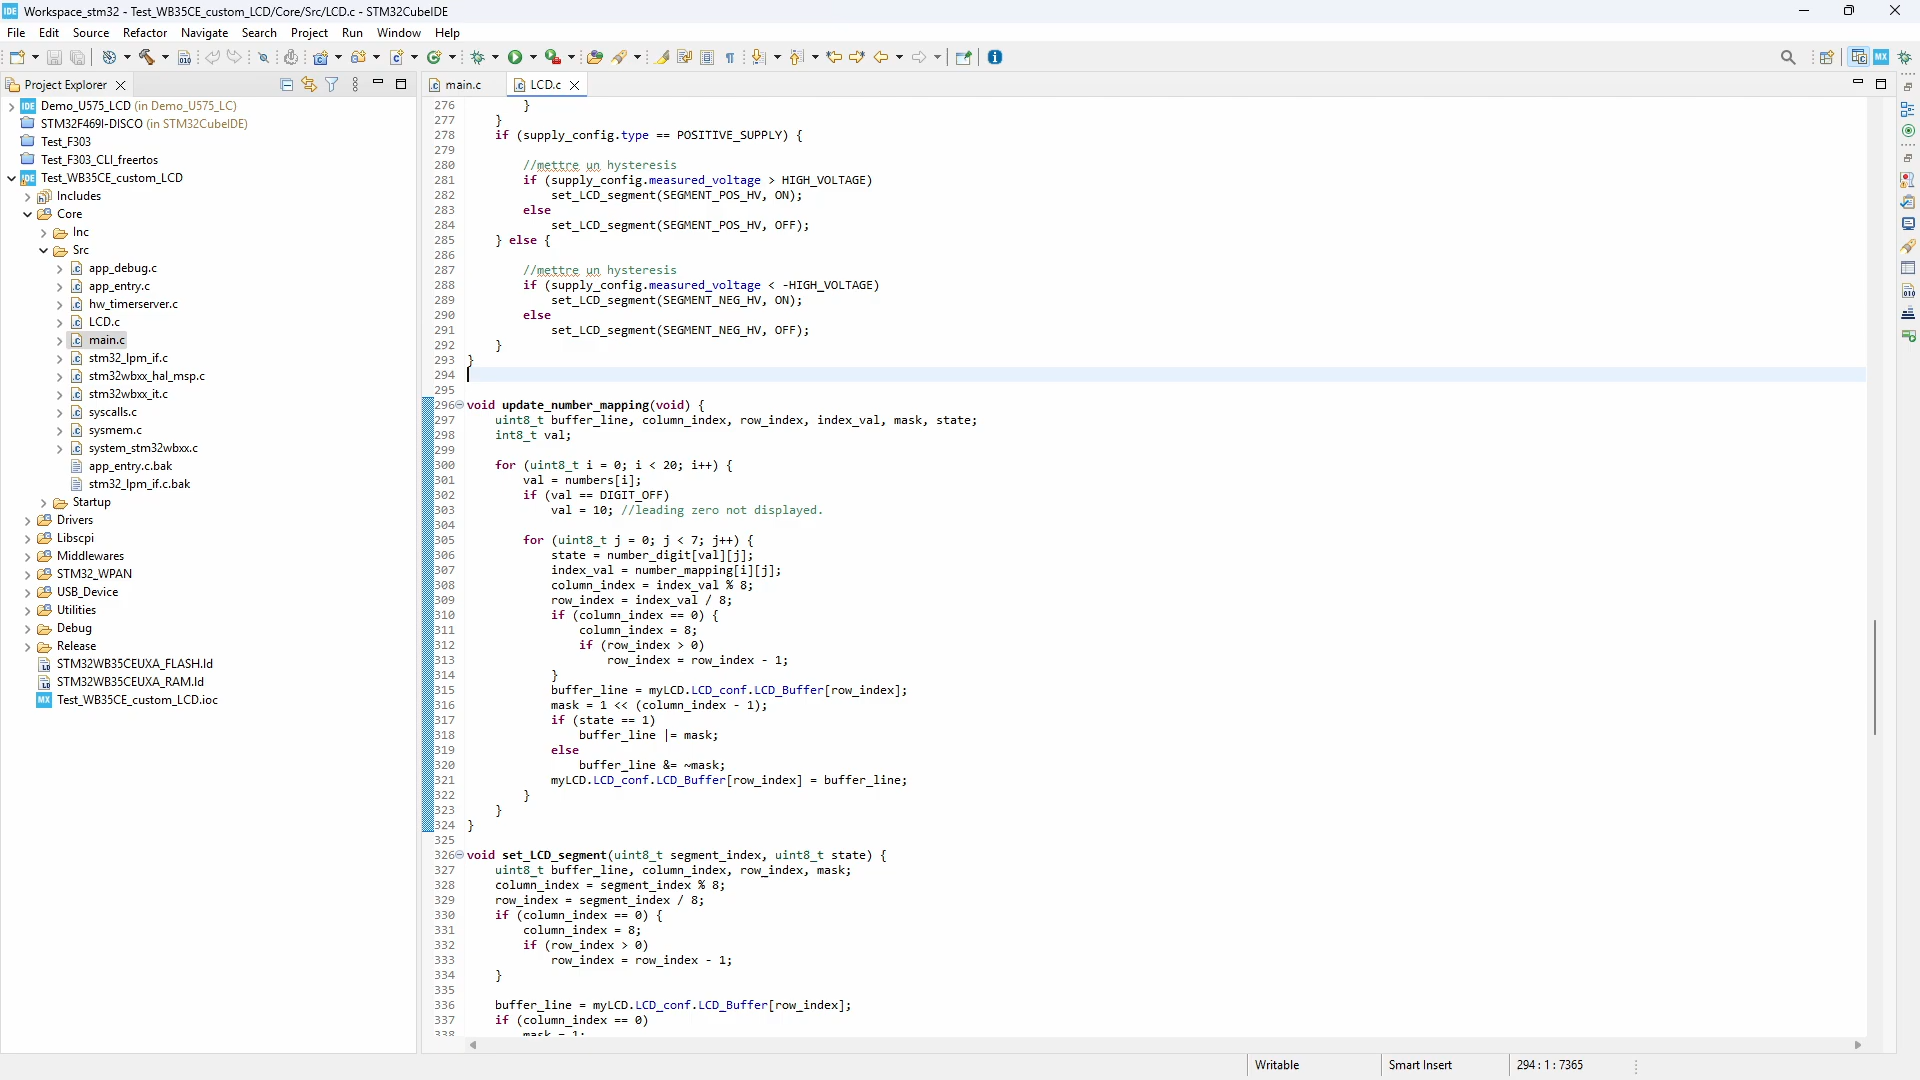 IDE Workspace_stm32 - Test_WB35CE_custom_LCD/Core/Src/LCD.c - STM32CubeIDE
File Edit Source Refactor Navigate Search Project Run Window Help
Project Explorer
main.c LCD.c
Demo_U575_LCD (in Demo_U575_LC)
STM32F469I-DISCO (in STM32CubeIDE)
Test_F303
Test_F303_CLI_freertos
Test_WB35CE_custom_LCD
Includes
Core
Inc
Src
app_debug.c
app_entry.c
hw_timerserver.c
LCD.c
main.c
stm32_lpm_if.c
stm32wbxx_hal_msp.c
stm32wbxx_it.c
syscalls.c
sysmem.c
system_stm32wbxx.c
app_entry.c.bak
stm32_lpm_if.c.bak
Startup
Drivers
Libscpi
Middlewares
STM32_WPAN
USB_Device
Utilities
Debug
Release
STM32WB35CEUXA_FLASH.ld
STM32WB35CEUXA_RAM.ld
MX Test_WB35CE_custom_LCD.ioc
276 }
277 }
278 if (supply_config.type == POSITIVE_SUPPLY) {
279
280 //mettre un hysteresis
281 if (supply_config.measured_voltage > HIGH_VOLTAGE)
282 set_LCD_segment(SEGMENT_POS_HV, ON);
283 else
284 set_LCD_segment(SEGMENT_POS_HV, OFF);
285 } else {
286
287 //mettre un hysteresis
288 if (supply_config.measured_voltage < -HIGH_VOLTAGE)
289 set_LCD_segment(SEGMENT_NEG_HV, ON);
290 else
291 set_LCD_segment(SEGMENT_NEG_HV, OFF);
292 }
293 }
294
295
296 void update_number_mapping(void) {
297 uint8_t buffer_line, column_index, row_index, index_val, mask, state;
298 int8_t val;
299
300 for (uint8_t i = 0; i < 20; i++) {
301 val = numbers[i];
302 if (val == DIGIT_OFF)
303 val = 10; //leading zero not displayed.
304
305 for (uint8_t j = 0; j < 7; j++) {
306 state = number_digit[val][j];
307 index_val = number_mapping[i][j];
308 column_index = index_val % 8;
309 row_index = index_val / 8;
310 if (column_index == 0) {
311 column_index = 8;
312 if (row_index > 0)
313 row_index = row_index - 1;
314 }
315 buffer_line = myLCD.LCD_conf.LCD_Buffer[row_index];
316 mask = 1 << (column_index - 1);
317 if (state == 1)
318 buffer_line |= mask;
319 else
320 buffer_line &= ~mask;
321 myLCD.LCD_conf.LCD_Buffer[row_index] = buffer_line;
322 }
323 }
324 }
325
326 void set_LCD_segment(uint8_t segment_index, uint8_t state) {
327 uint8_t buffer_line, column_index, row_index, mask;
328 column_index = segment_index % 8;
329 row_index = segment_index / 8;
330 if (column_index == 0) {
331 column_index = 8;
332 if (row_index > 0)
333 row_index = row_index - 1;
334 }
335
336 buffer_line = myLCD.LCD_conf.LCD_Buffer[row_index];
337 if (column_index == 0)
338 mask = 1;
Writable Smart Insert 294 : 1 : 7365